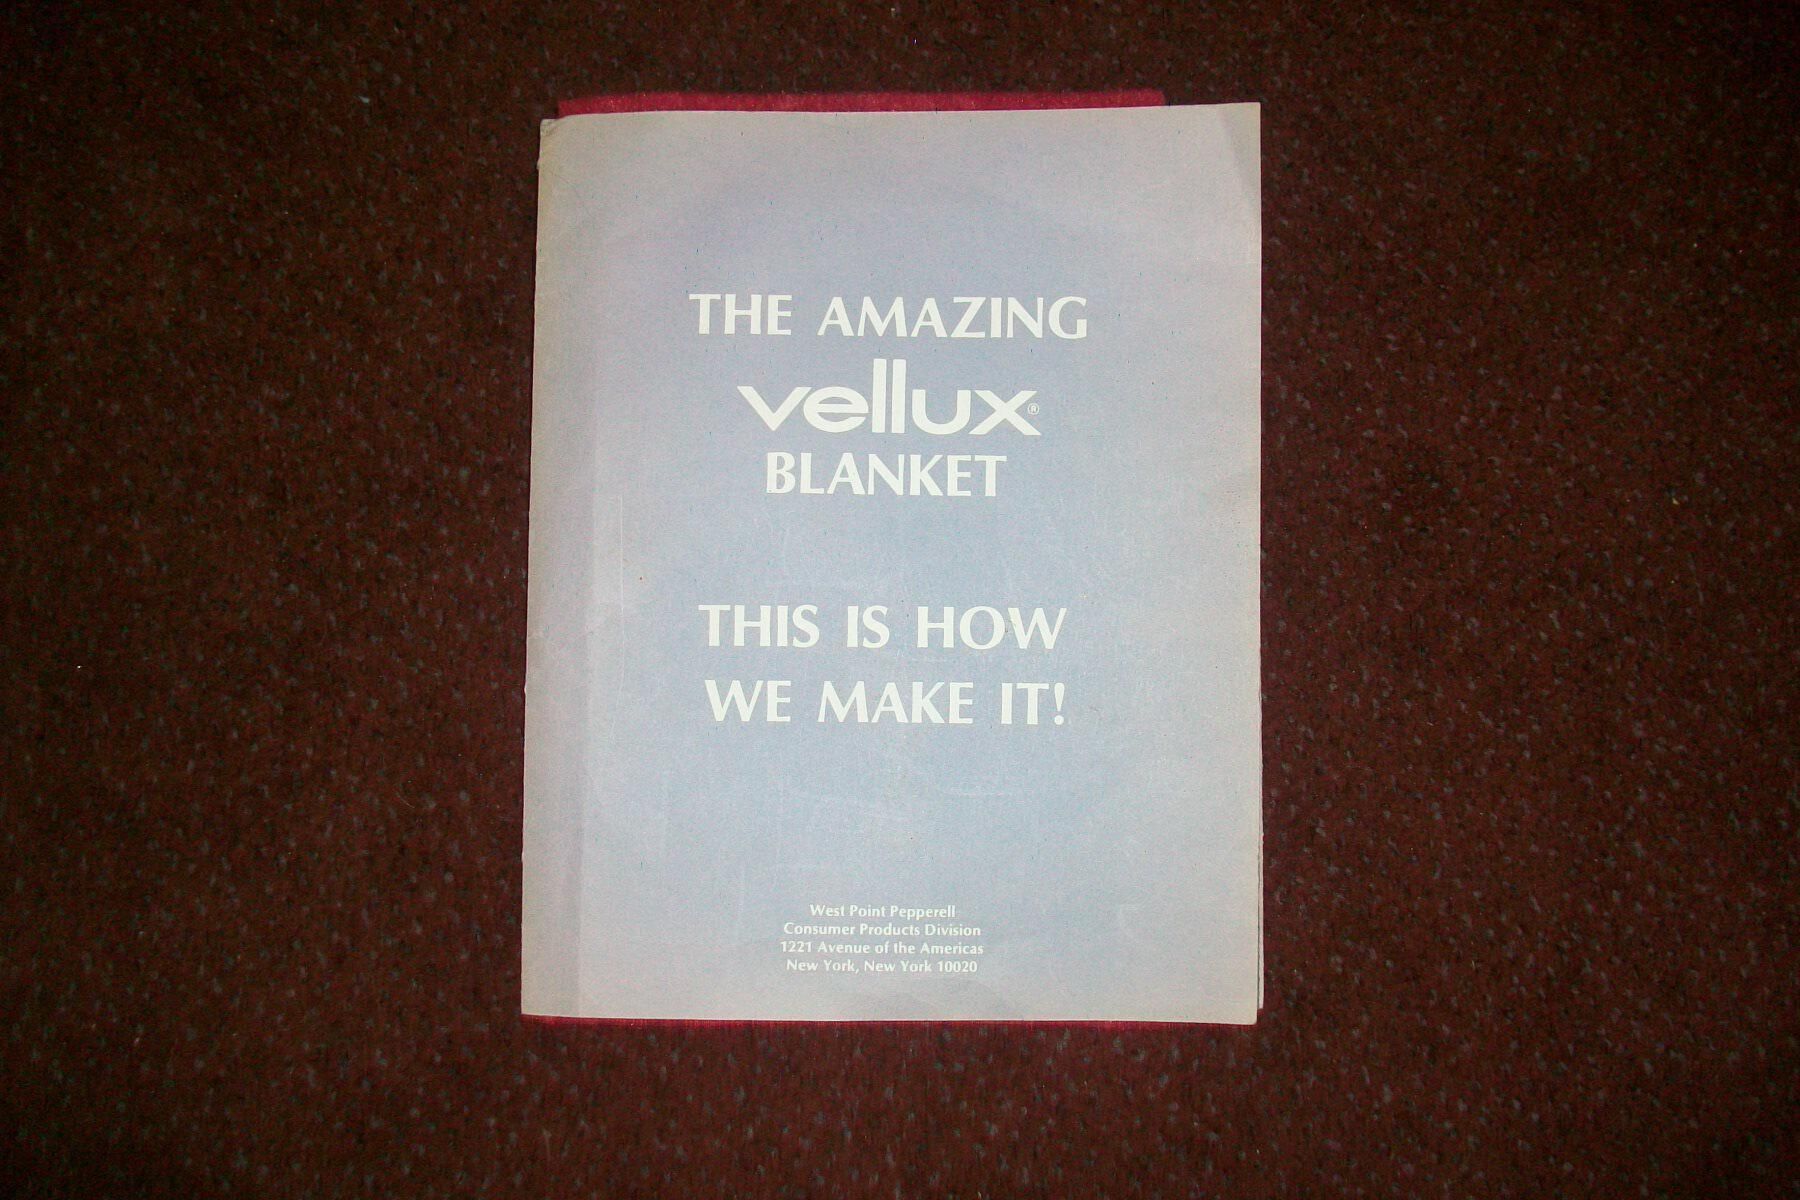 THE AMAZING
vellux®
BLANKET
THIS IS HOW
WE MAKE IT!
West Point Pepperell
Consumer Products Division
1221 Avenue of the Americas
New York, New York 10020